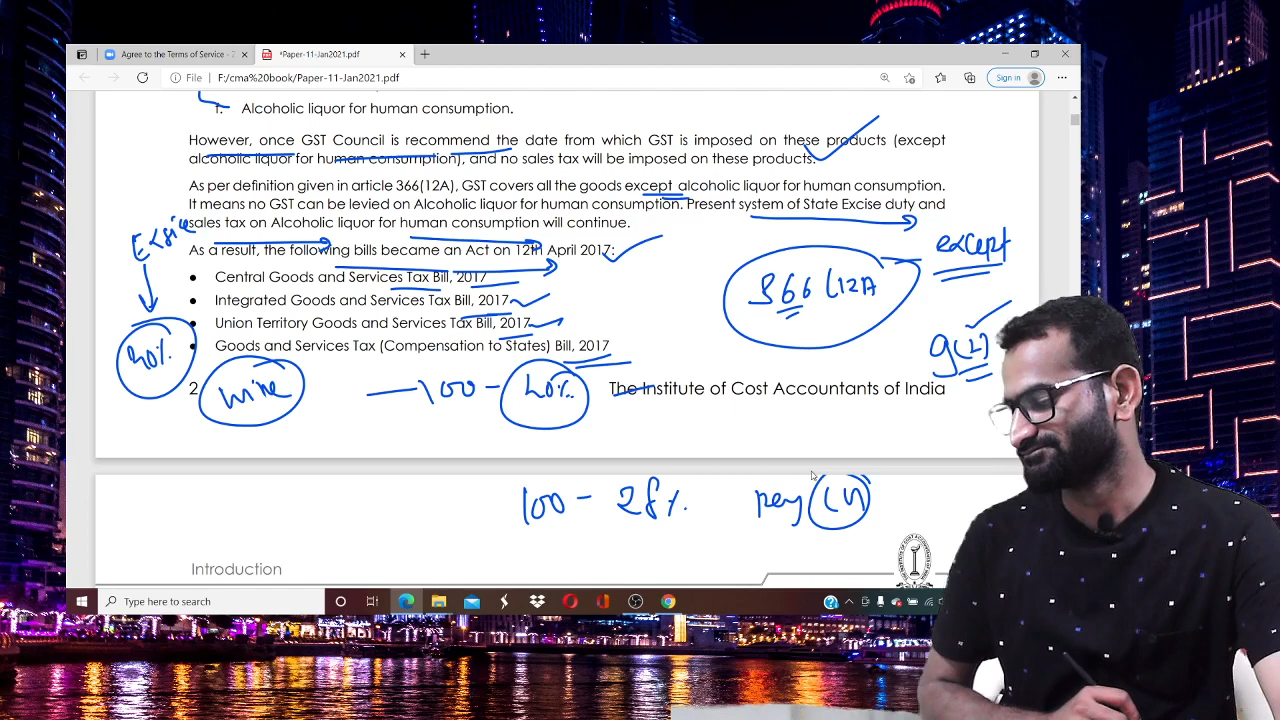 Agree to the Terms of Service - Z
*Paper-11-Jan2021.pdf
File
F:/cma%20book/Paper-11-Jan2021.pdf
Sign in
f. Alcoholic liquor for human consumption.
However, once GST Council is recommend the date from which GST is imposed on these products (except
alcoholic liquor for human consumption), and no sales tax will be imposed on these products.
As per definition given in article 366(12A), GST covers all the goods except alcoholic liquor for human consumption.
It means no GST can be levied on Alcoholic liquor for human consumption. Present system of State Excise duty and
sales tax on Alcoholic liquor for human consumption will continue.
As a result, the following bills became an Act on 12th April 2017:
• Central Goods and Services Tax Bill, 2017
• Integrated Goods and Services Tax Bill, 2017
• Union Territory Goods and Services Tax Bill, 2017
• Goods and Services Tax (Compensation to States) Bill, 2017
except
366 (12A
g(1)
wine
100 - 40%
2
The Institute of Cost Accountants of India
100 - 28%
Introduction
Type here to search